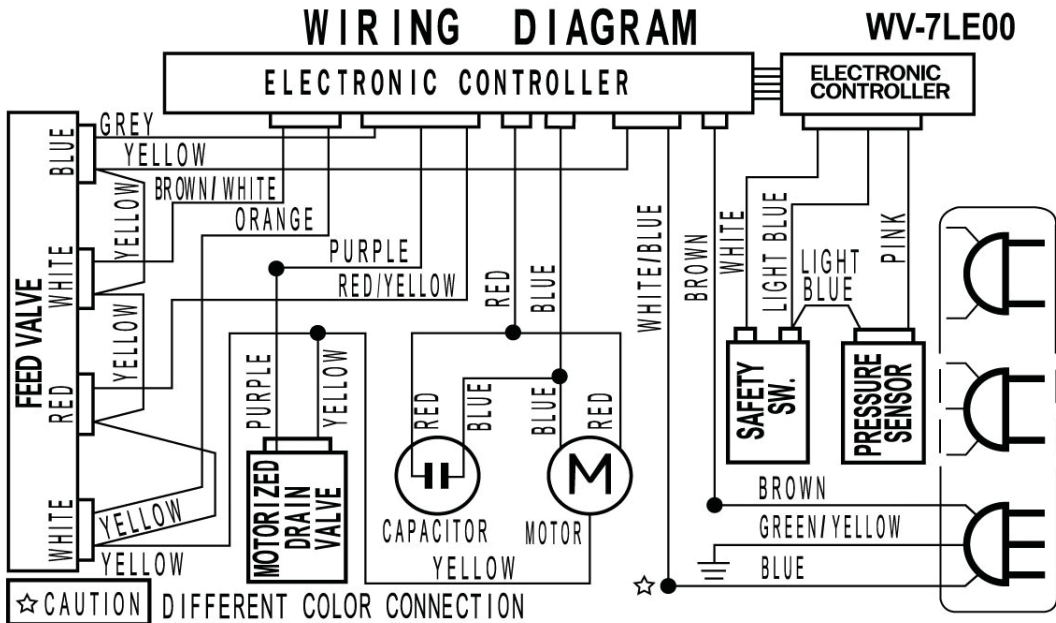 WIRING DIAGRAM
WV-7LE00
ELECTRONIC CONTROLLER
ELECTRONIC
CONTROLLER
FEED VALVE
BLUE
WHITE
RED
WHITE
GREY
YELLOW
BROWN/WHITE
ORANGE
PURPLE
RED/YELLOW
YELLOW
YELLOW
YELLOW
YELLOW
PURPLE
YELLOW
MOTORIZED
DRAIN
VALVE
RED
BLUE
RED
BLUE
BLUE
RED
CAPACITOR
M
MOTOR
YELLOW
WHITE/BLUE
BROWN
WHITE
LIGHT BLUE
LIGHT
BLUE
PINK
SAFETY
SW.
PRESSURE
SENSOR
BROWN
GREEN/YELLOW
BLUE
☆
☆CAUTION DIFFERENT COLOR CONNECTION